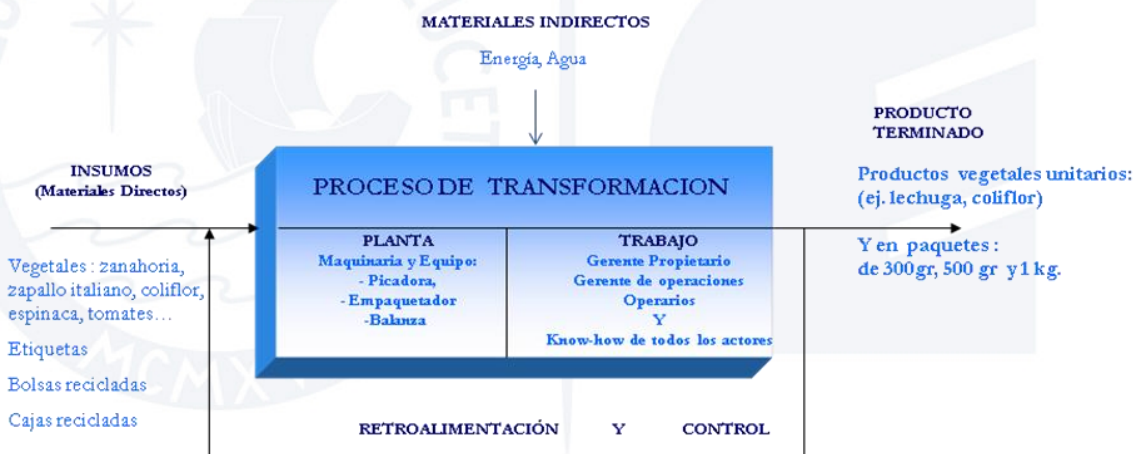 MATERIALES INDIRECTOS
Energía, Agua
INSUMOS
(Materiales Directos)
Vegetales : zanahoria,
zapallo italiano, coliflor,
espinaca, tomates...
Etiquetas
Bolsas recicladas
Cajas recicladas
PROCESO DE TRANSFORMACION
PLANTA
Maquinaria y Equipo:
- Picadora,
- Empaquetador
-Balanza
TRABAJO
Gerente Propietario
Gerente de operaciones
Operarios
Y
Know-how de todos los actores
PRODUCTO
TERMINADO
Productos vegetales unitarios:
(ej. lechuga, coliflor)
Y en paquetes :
de 300gr, 500 gr y 1 kg.
RETROALIMENTACIÓN Y CONTROL